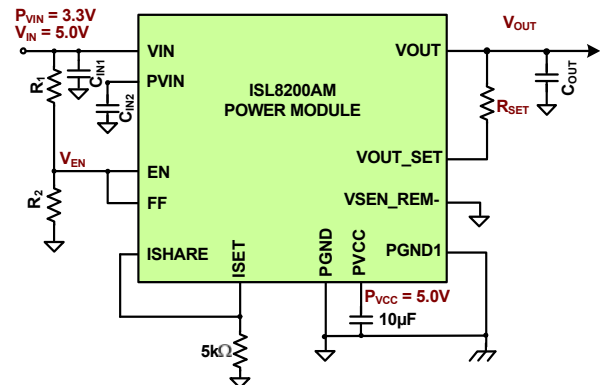 PVIN = 3.3V
VIN = 5.0V
VOUT
VIN
VOUT
R1
CIN1
PVIN
CIN2
ISL8200AM
POWER MODULE
COUT
RSET
VEN
EN
VOUT_SET
R2
FF
VSEN_REM-
ISHARE
ISET
PGND
PVCC
PGND1
PVCC = 5.0V
10µF
5kΩ